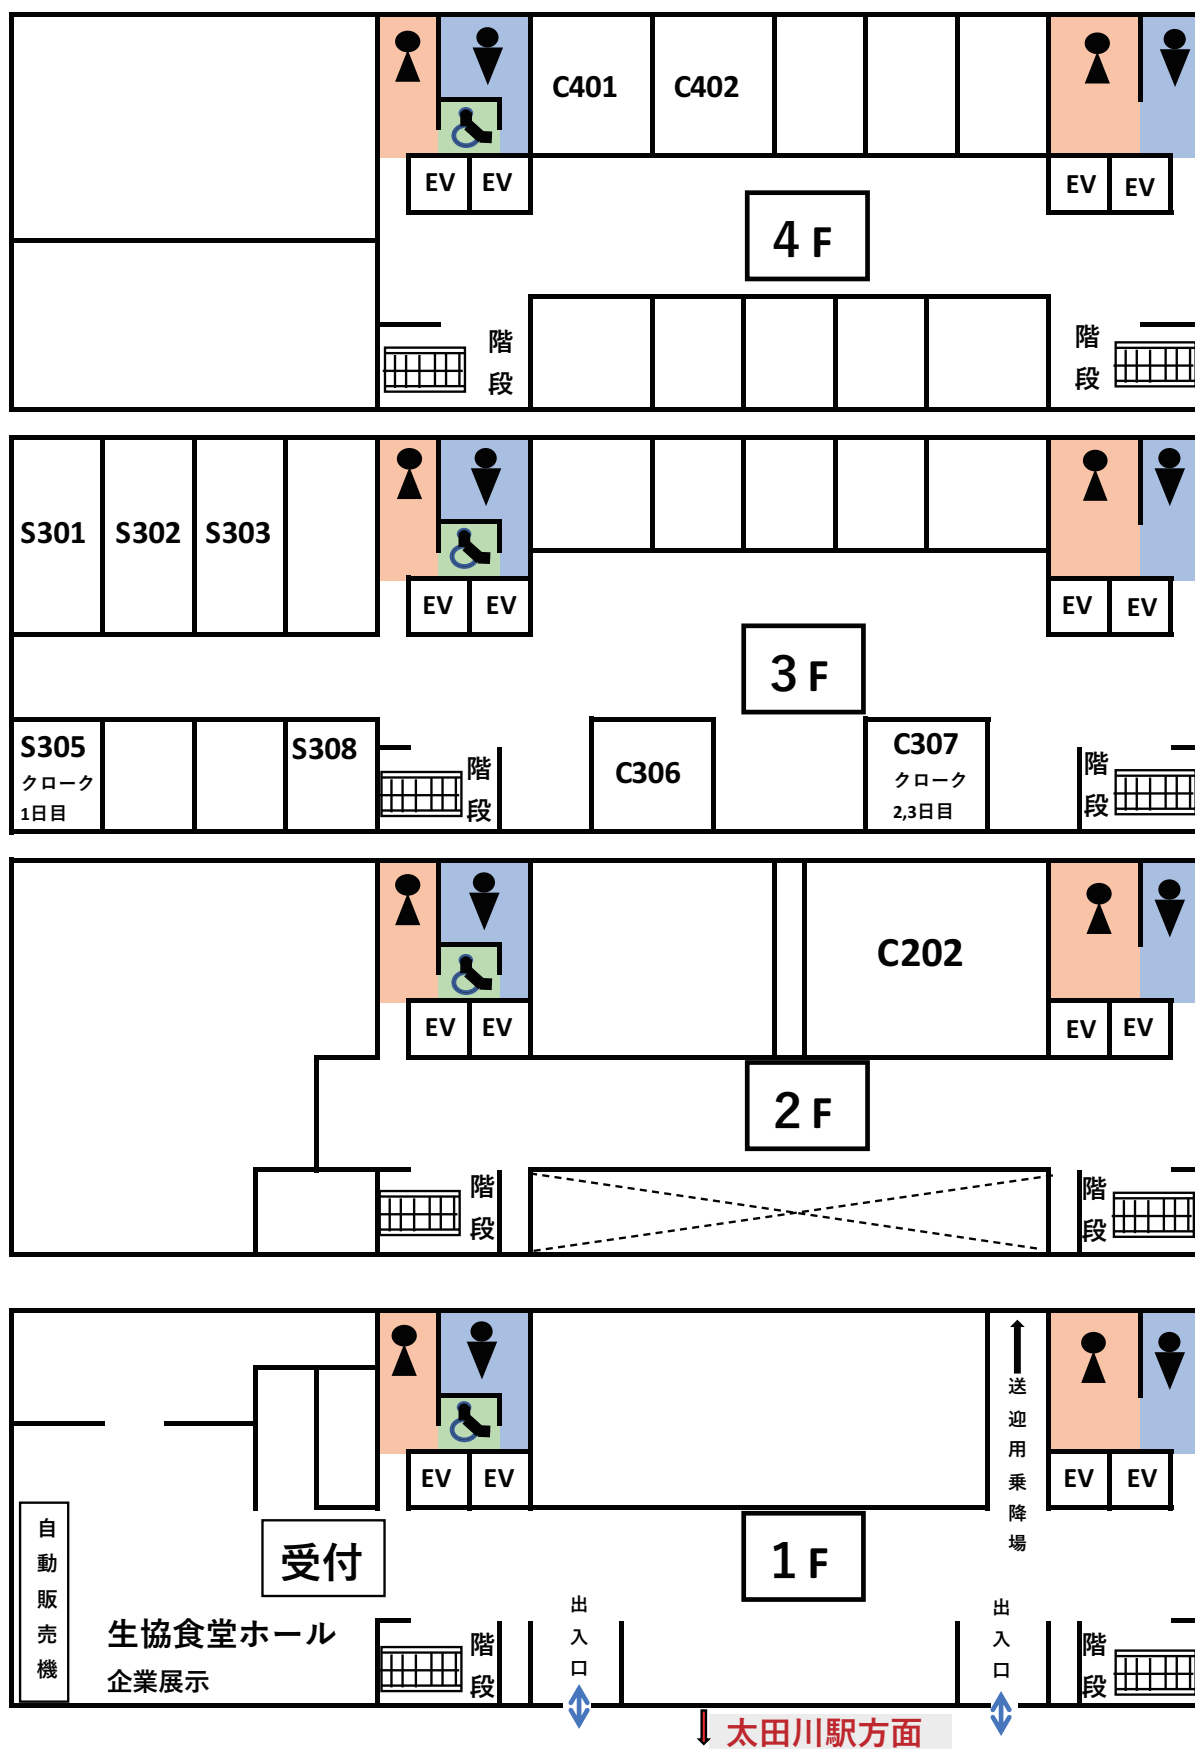 C401
C402
EV
EV
EV
EV
4F
階段
階段
S301
S302
S303
EV
EV
EV
EV
3F
S305
クローク
1日目
S308
階段
C306
C307
クローク
2,3日目
階段
C202
EV
EV
EV
EV
2F
階段
階段
送迎用乗降場
EV
EV
EV
EV
自動販売機
受付
1F
生協食堂ホール
企業展示
階段
出入口
出入口
階段
太田川駅方面